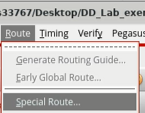 33767/Desktop/DD_Lab_exer
Route Timing Verify Pegasus
Generate Routing Guide...
Early Global Route...
Special Route...